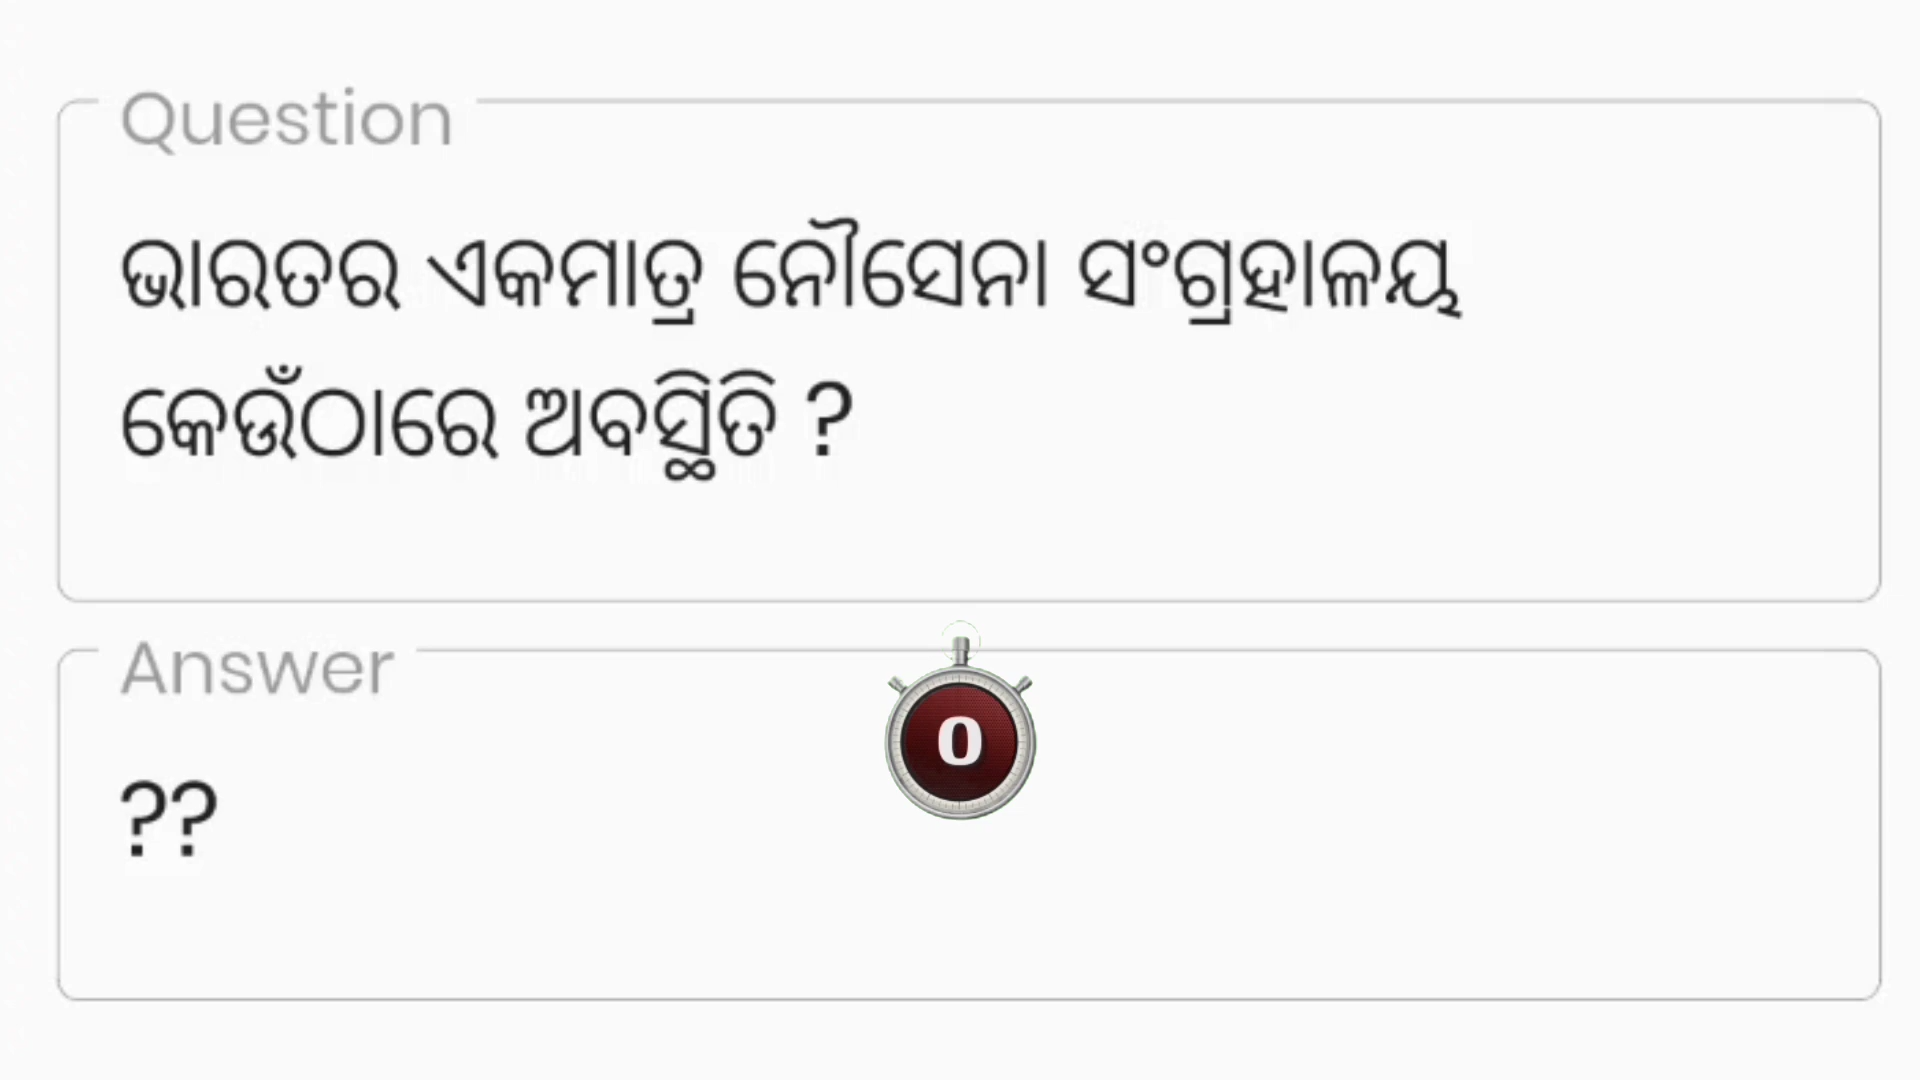 Question
ଭାରତର ଏକମାତ୍ର ନୌସେନା ସଂଗ୍ରହାଳୟ
କେଉଁଠାରେ ଅବସ୍ଥିତି ?
Answer
0
??